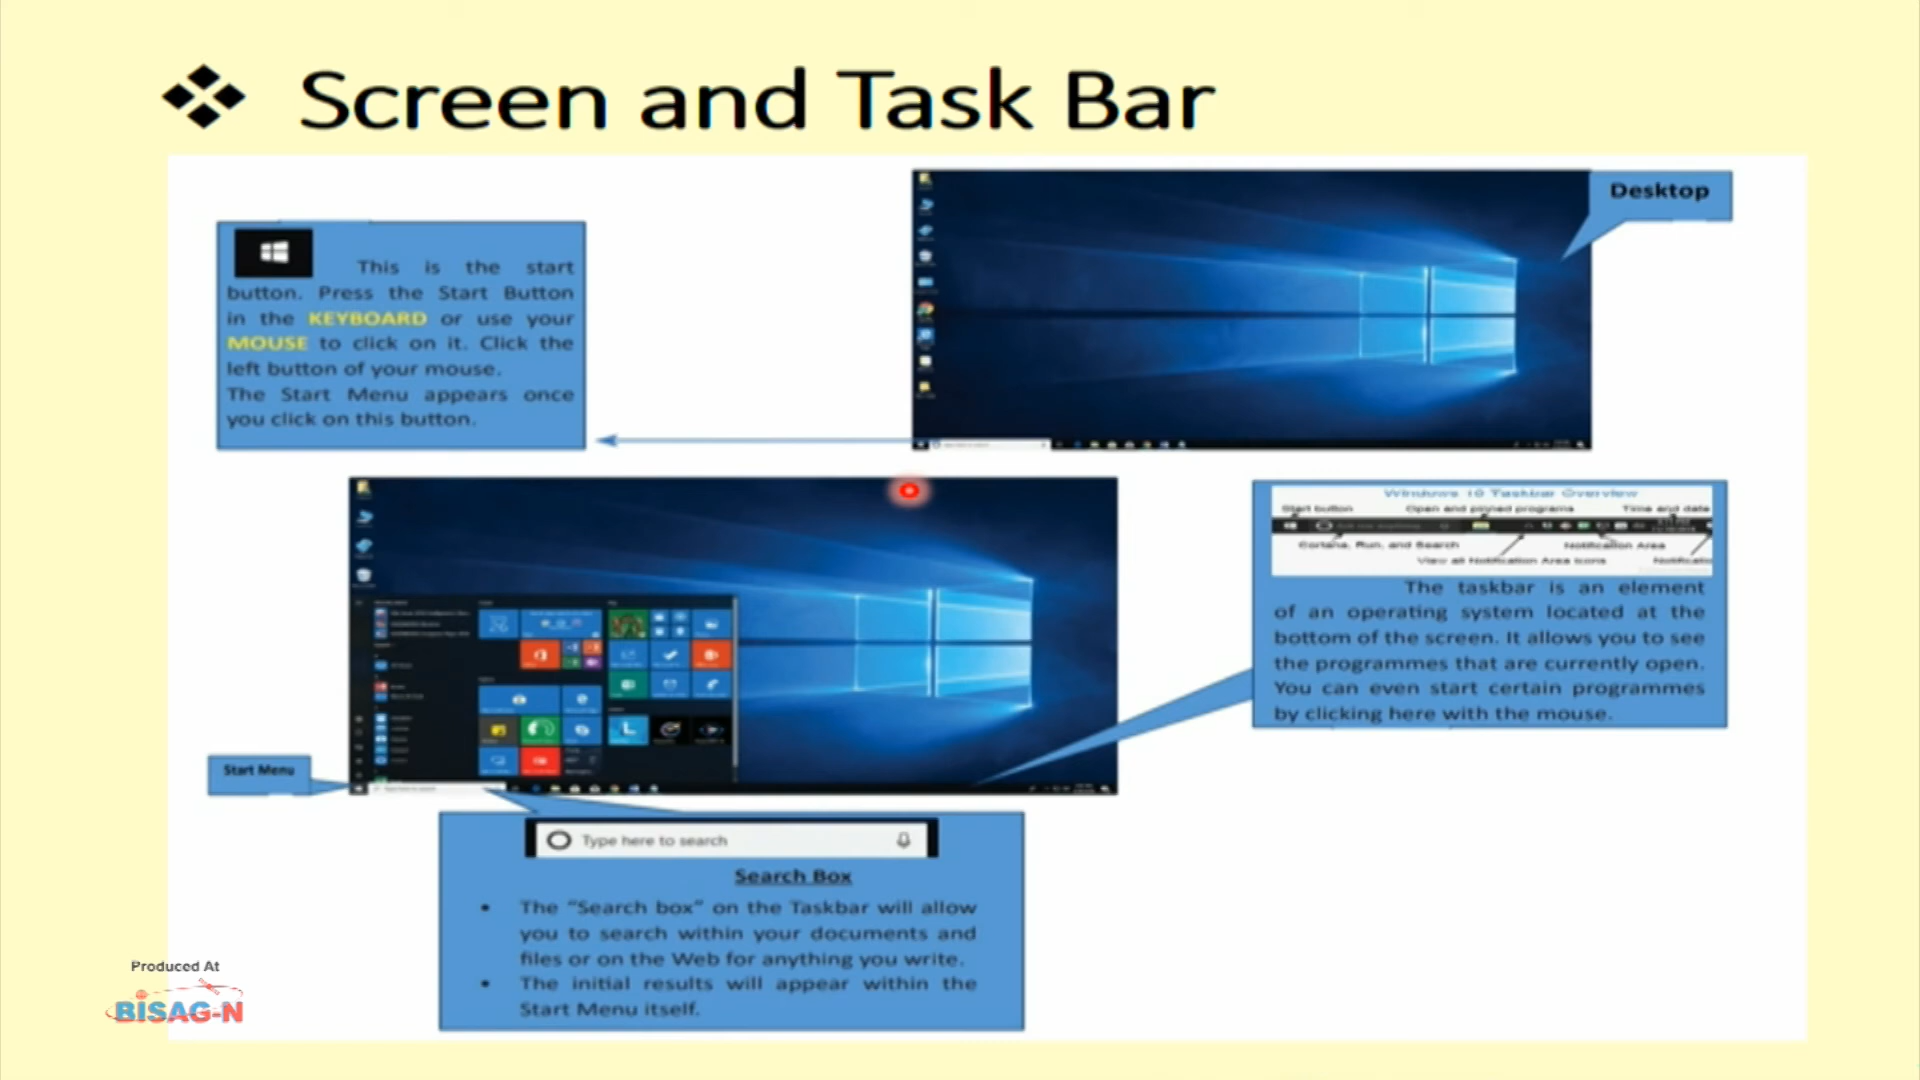 Screen and Task Bar
Desktop
This is the start
button. Press the Start Button
in the KEYBOARD or use your
MOUSE to click on it. Click the
left button of your mouse.
The Start Menu appears once
you click on this button.
Windows 10 Taskbar Overview
Start button Open and pinned programs Time and date
Cortana, Run, and Search Notification Area
View all Notification Area Icons
The taskbar is an element
of an operating system located at the
bottom of the screen. It allows you to see
the programmes that are currently open.
You can even start certain programmes
by clicking here with the mouse.
Start Menu
Type here to search
Search Box
• The “Search box” on the Taskbar will allow
you to search within your documents and
files or on the Web for anything you write.
• The initial results will appear within the
Start Menu itself.
Produced At
BISAG-N